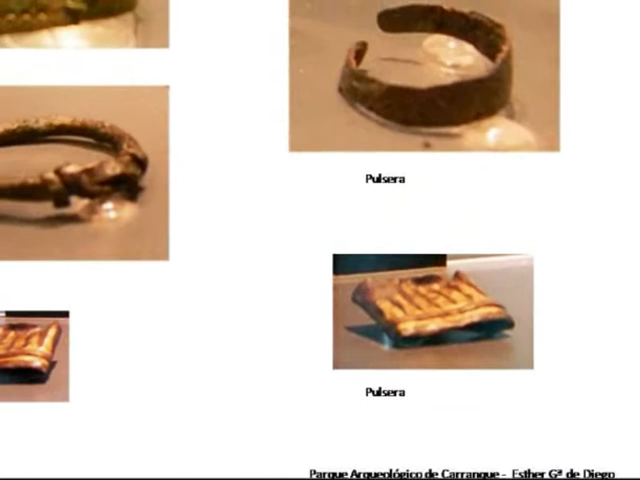 Pulsera
Pulsera
Parque Arqueológico de Carranque - Esther Gª de Diego